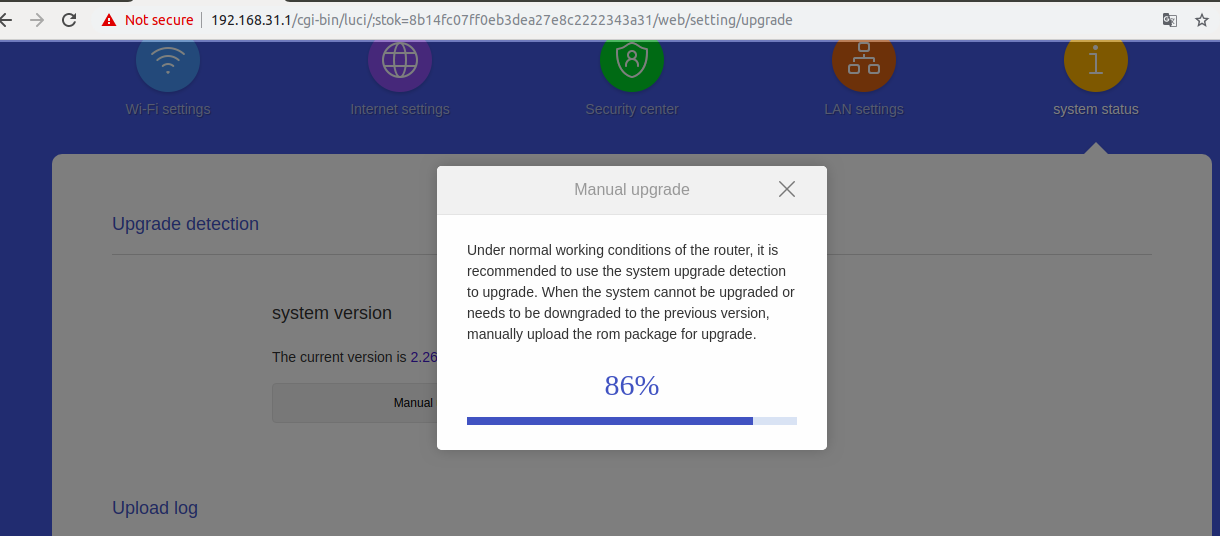 Not secure 192.168.31.1/cgi-bin/luci/;stok=8b14fc07ff0eb3dea27e8c2222343a31/web/setting/upgrade
Wi-Fi settings Internet settings Security center LAN settings system status
Manual upgrade
Upgrade detection
Under normal working conditions of the router, it is
recommended to use the system upgrade detection
to upgrade. When the system cannot be upgraded or
needs to be downgraded to the previous version,
manually upload the rom package for upgrade.
86%
system version
The current version is 2.26
Manual
Upload log